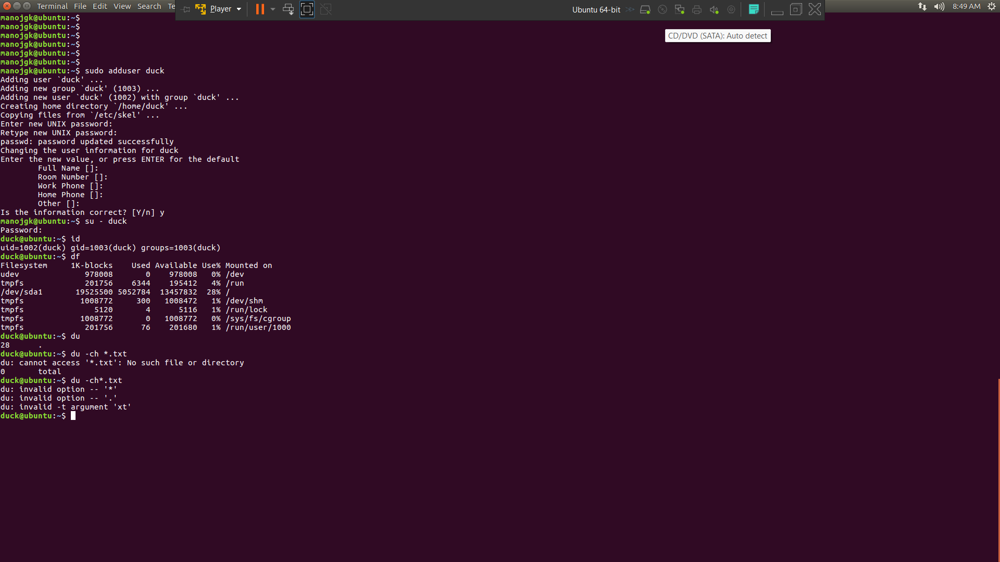 Terminal File Edit View Search Te
Player
Ubuntu 64-bit
8:49 AM
CD/DVD (SATA): Auto detect
manojgk@ubuntu:~$
manojgk@ubuntu:~$
manojgk@ubuntu:~$
manojgk@ubuntu:~$
manojgk@ubuntu:~$
manojgk@ubuntu:~$
manojgk@ubuntu:~$ sudo adduser duck
Adding user `duck' ...
Adding new group `duck' (1003) ...
Adding new user `duck' (1002) with group `duck' ...
Creating home directory `/home/duck' ...
Copying files from `/etc/skel' ...
Enter new UNIX password:
Retype new UNIX password:
passwd: password updated successfully
Changing the user information for duck
Enter the new value, or press ENTER for the default
Full Name []:
Room Number []:
Work Phone []:
Home Phone []:
Other []:
Is the information correct? [Y/n] y
manojgk@ubuntu:~$ su - duck
Password:
duck@ubuntu:~$ id
uid=1002(duck) gid=1003(duck) groups=1003(duck)
duck@ubuntu:~$ df
Filesystem     1K-blocks    Used Available Use% Mounted on
udev              978008       0    978008   0% /dev
tmpfs             201756    6344    195412   4% /run
/dev/sda1       19525500 5052784  13457832  28% /
tmpfs            1008772     300   1008472   1% /dev/shm
tmpfs               5120       4      5116   1% /run/lock
tmpfs            1008772       0   1008772   0% /sys/fs/cgroup
tmpfs             201756      76    201680   1% /run/user/1000
duck@ubuntu:~$ du
28      .
duck@ubuntu:~$ du -ch *.txt
du: cannot access '*.txt': No such file or directory
0       total
duck@ubuntu:~$ du -ch*.txt
du: invalid option -- '*'
du: invalid option -- '.'
du: invalid -t argument 'xt'
duck@ubuntu:~$